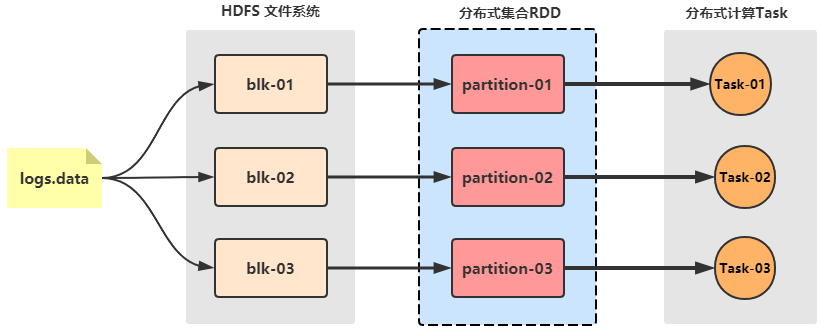 HDFS 文件系统
分布式集合RDD
分布式计算Task
logs.data
blk-01
partition-01
Task-01
blk-02
partition-02
Task-02
blk-03
partition-03
Task-03